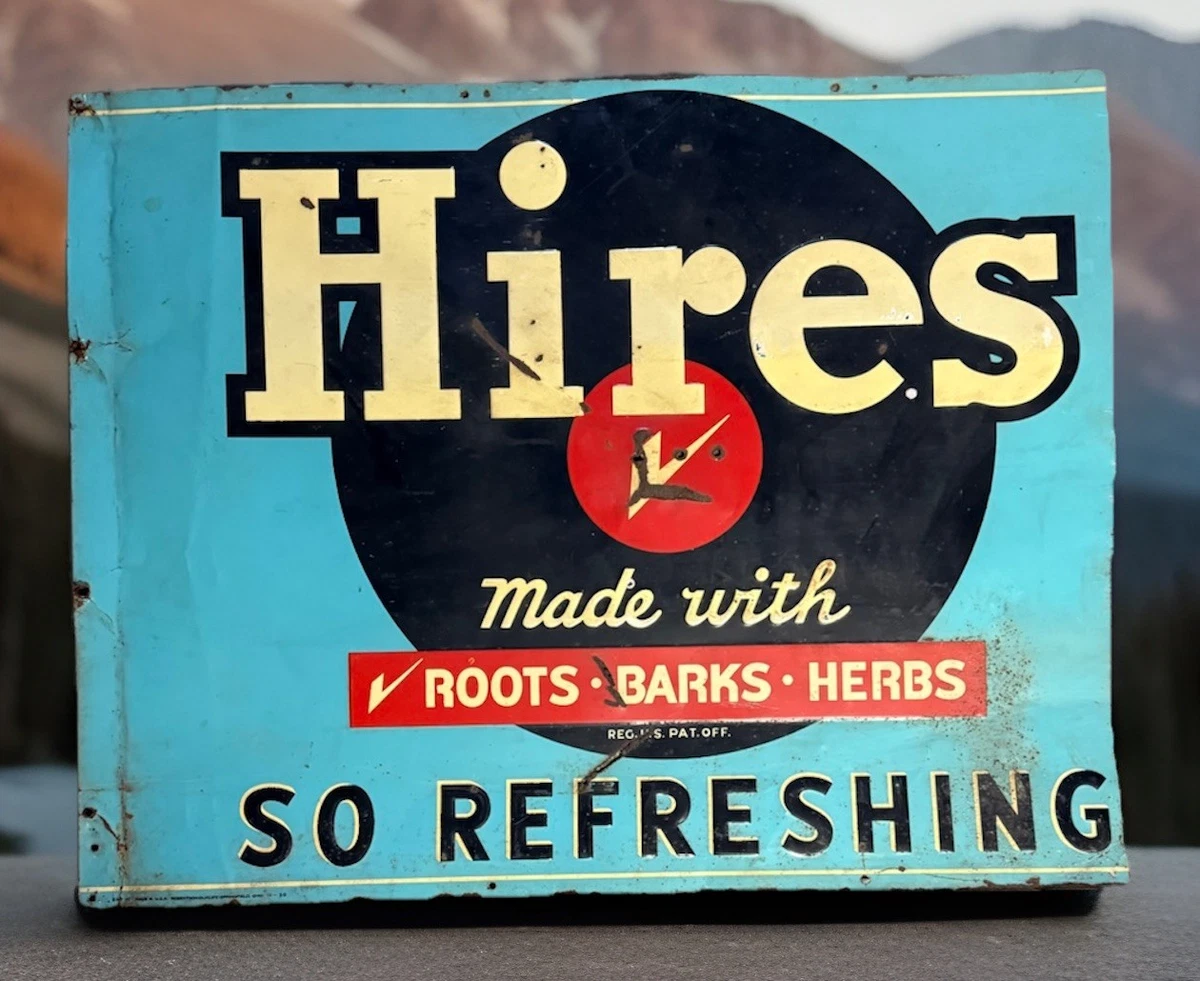 Hires
Made with
ROOTS · BARKS · HERBS
REG. U.S. PAT. OFF.
SO REFRESHING